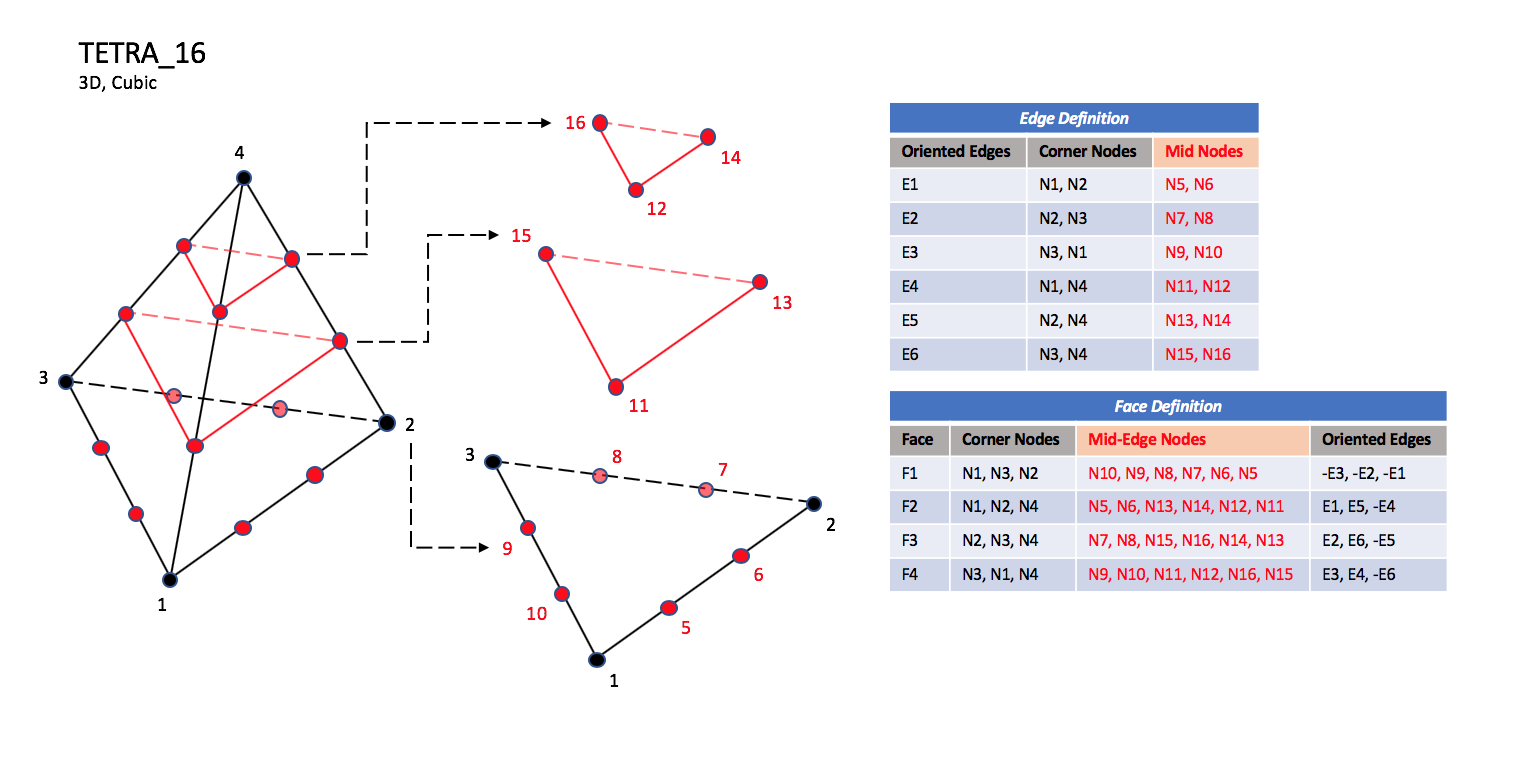 TETRA_16
3D, Cubic
4
3
2
1
16
14
12
15
13
11
3
8
7
2
9
6
10
5
1
Edge Definition
Oriented Edges Corner Nodes Mid Nodes
E1 N1, N2 N5, N6
E2 N2, N3 N7, N8
E3 N3, N1 N9, N10
E4 N1, N4 N11, N12
E5 N2, N4 N13, N14
E6 N3, N4 N15, N16
Face Definition
Face Corner Nodes Mid-Edge Nodes Oriented Edges
F1 N1, N3, N2 N10, N9, N8, N7, N6, N5 -E3, -E2, -E1
F2 N1, N2, N4 N5, N6, N13, N14, N12, N11 E1, E5, -E4
F3 N2, N3, N4 N7, N8, N15, N16, N14, N13 E2, E6, -E5
F4 N3, N1, N4 N9, N10, N11, N12, N16, N15 E3, E4, -E6